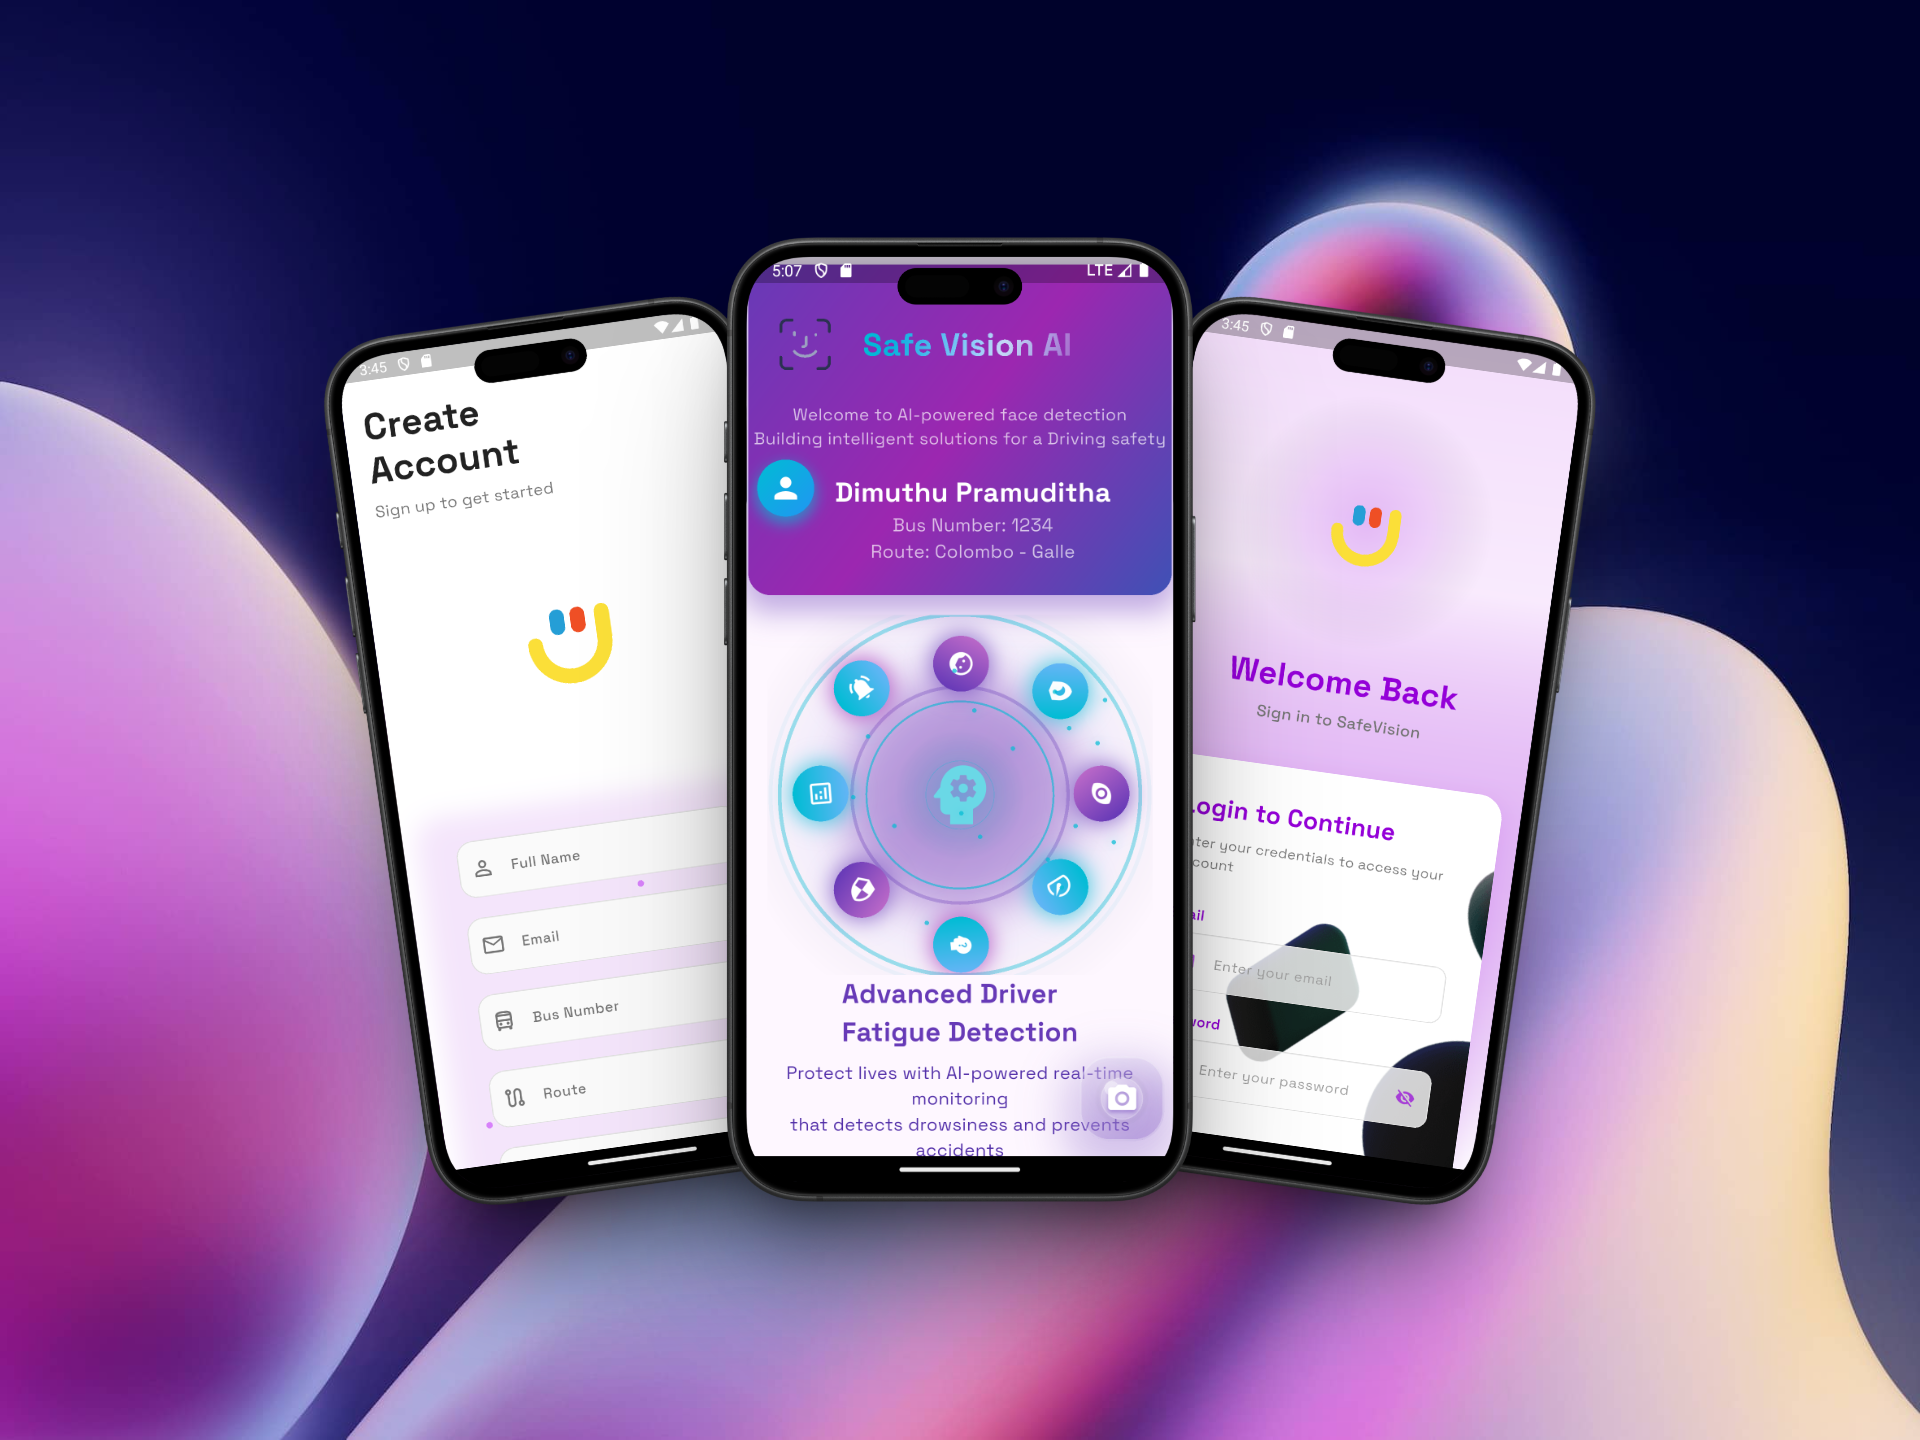 3:45
Create
Account
Sign up to get started
Full Name
Email
Bus Number
Route
5:07
LTE
Safe Vision AI
Welcome to AI-powered face detection
Building intelligent solutions for a Driving safety
Dimuthu Pramuditha
Bus Number: 1234
Route: Colombo - Galle
Advanced Driver
Fatigue Detection
Protect lives with AI-powered real-time
monitoring
that detects drowsiness and prevents
accidents
3:45
Welcome Back
Sign in to SafeVision
ogin to Continue
nter your credentials to access your
count
ail
Enter your email
word
Enter your password